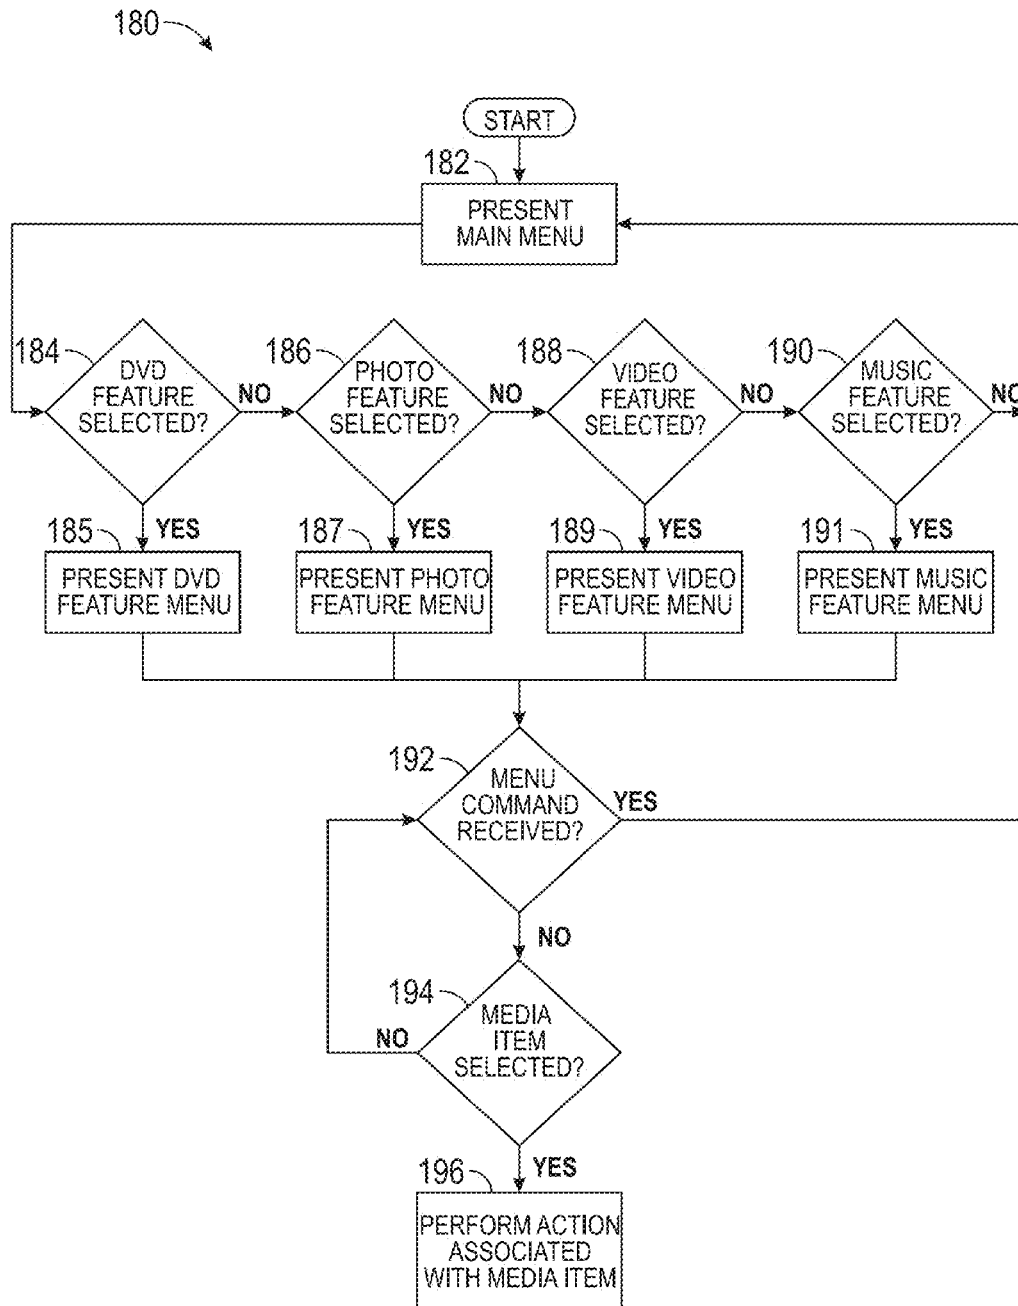 180
START
182
PRESENT
MAIN MENU
184
DVD
FEATURE
SELECTED?
NO
186
PHOTO
FEATURE
SELECTED?
NO
188
VIDEO
FEATURE
SELECTED?
NO
190
MUSIC
FEATURE
SELECTED?
NO
185
YES
PRESENT DVD
FEATURE MENU
187
YES
PRESENT PHOTO
FEATURE MENU
189
YES
PRESENT VIDEO
FEATURE MENU
191
YES
PRESENT MUSIC
FEATURE MENU
192
MENU
COMMAND
RECEIVED?
YES
NO
194
MEDIA
ITEM
SELECTED?
NO
YES
196
PERFORM ACTION
ASSOCIATED
WITH MEDIA ITEM